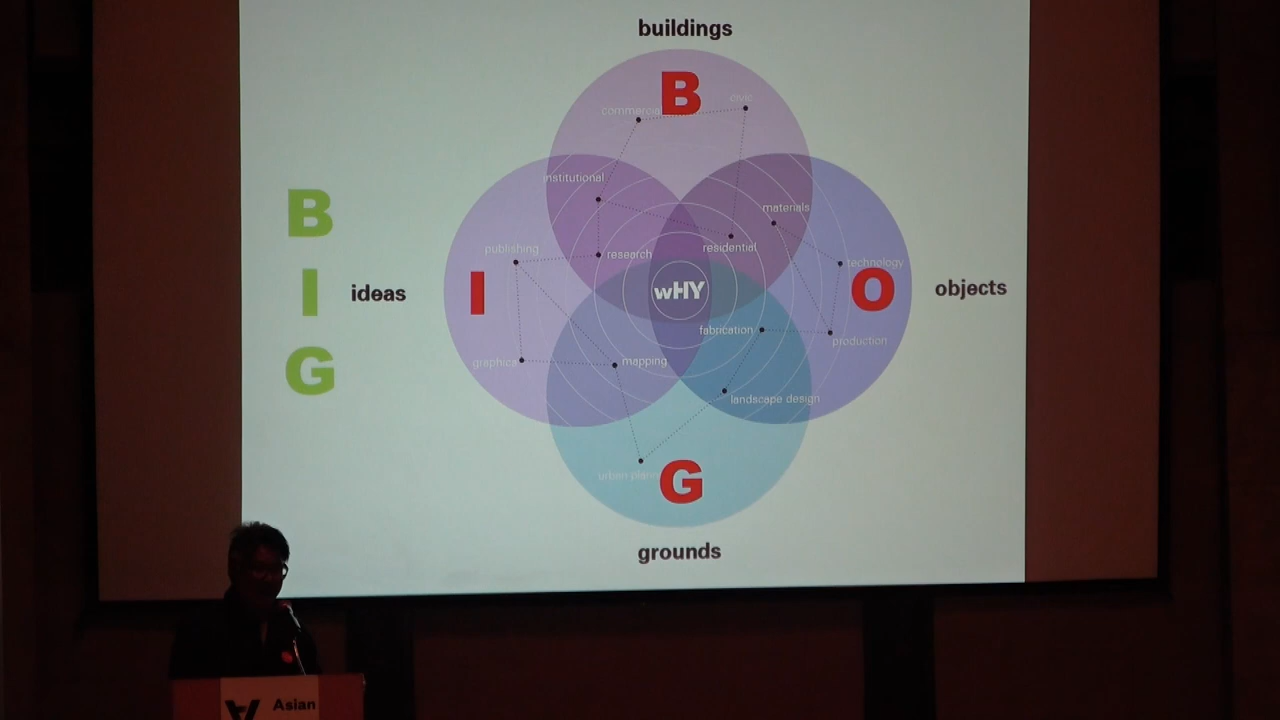 buildings
B
civic
commercial
institutional
materials
B
publishing
research
residential
technology
I
ideas
I
wHY
O
objects
fabrication
production
G
graphics
mapping
landscape design
urban
G
grounds
Asian